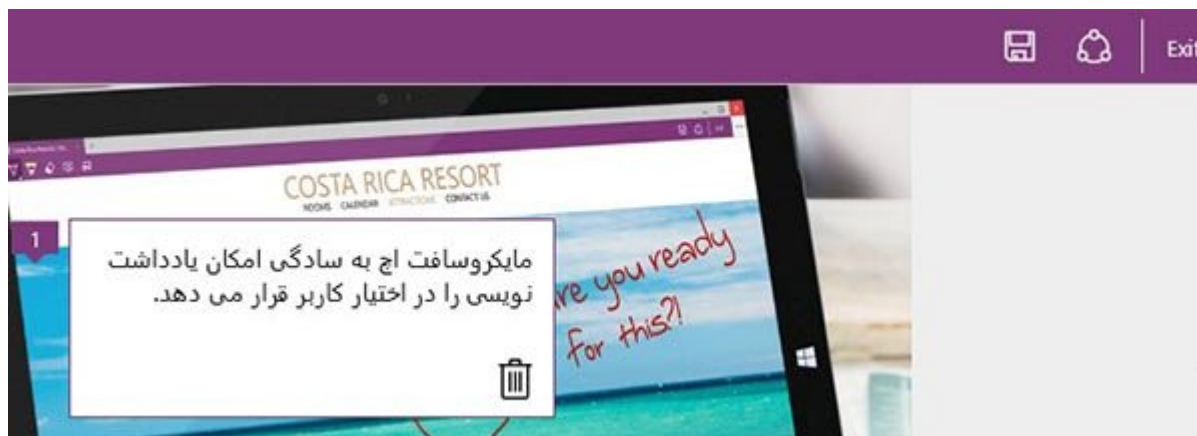 Exit
COSTA RICA RESORT
ROOMS CALENDAR ATTRACTIONS CONTACT US
1
مایکروسافت اج به سادگی امکان یادداشت
نویسی را در اختیار کاربر قرار می دهد.
re you ready
for this?!